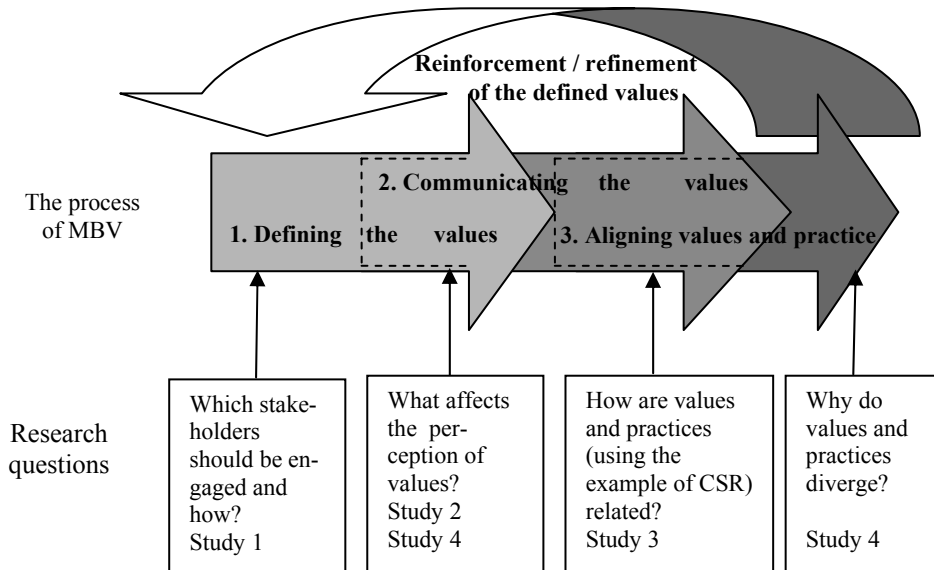 Reinforcement / refinement
of the defined values
The process
of MBV
2. Communicating the values
1. Defining the values
3. Aligning values and practice
Research
questions
Which stake-
holders
should be en-
gaged and
how?
Study 1
What affects
the per-
ception of
values?
Study 2
Study 4
How are values
and practices
(using the
example of CSR)
related?
Study 3
Why do
values and
practices
diverge?
Study 4